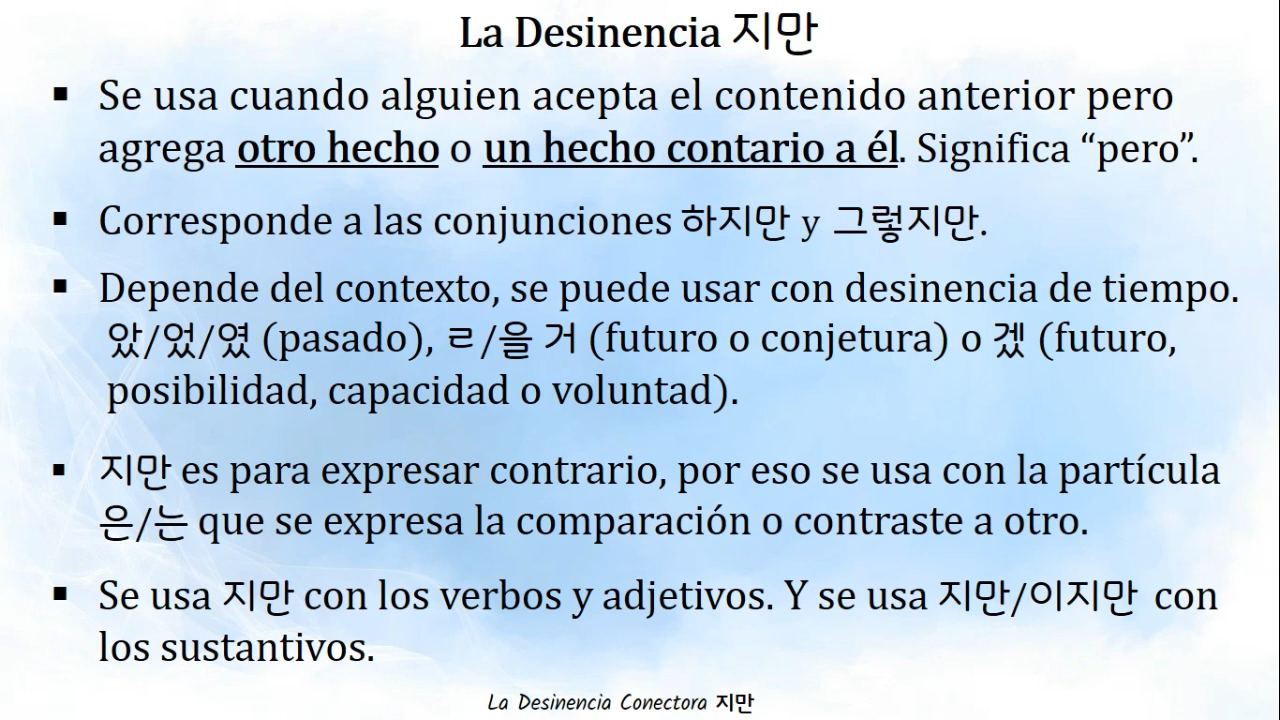 La Desinencia 지만
▪ Se usa cuando alguien acepta el contenido anterior pero
agrega otro hecho o un hecho contario a él. Significa “pero”.
▪ Corresponde a las conjunciones 하지만 y 그렇지만.
▪ Depende del contexto, se puede usar con desinencia de tiempo.
았/었/였 (pasado), ㄹ/을 거 (futuro o conjetura) o 겠 (futuro,
posibilidad, capacidad o voluntad).
▪ 지만 es para expresar contrario, por eso se usa con la partícula
은/는 que se expresa la comparación o contraste a otro.
▪ Se usa 지만 con los verbos y adjetivos. Y se usa 지만/이지만 con
los sustantivos.
La Desinencia Conectora 지만